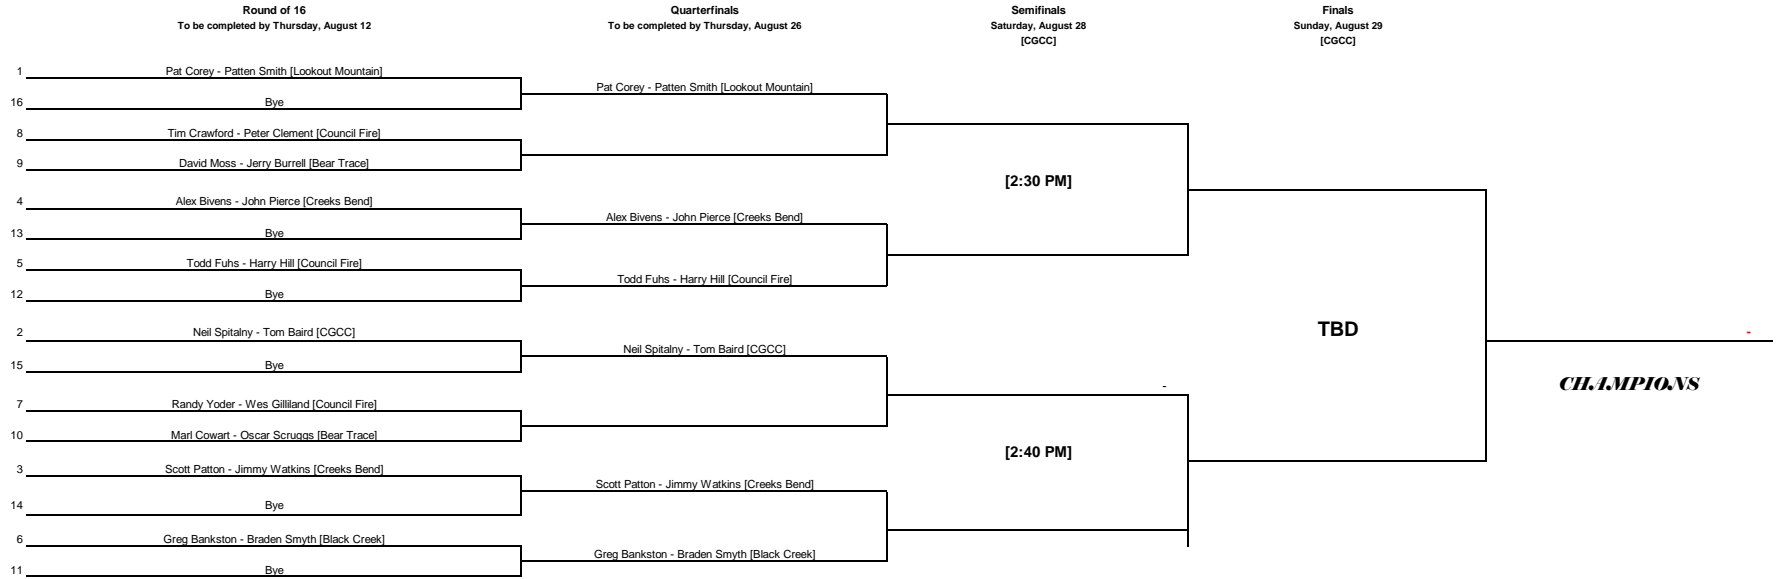 Round of 16
To be completed by Thursday, August 12
Quarterfinals
To be completed by Thursday, August 26
Semifinals
Saturday, August 28
[CGCC]
Finals
Sunday, August 29
[CGCC]
1 Pat Corey - Patten Smith [Lookout Mountain]
16 Bye
8 Tim Crawford - Peter Clement [Council Fire]
9 David Moss - Jerry Burrell [Bear Trace]
4 Alex Bivens - John Pierce [Creeks Bend]
13 Bye
5 Todd Fuhs - Harry Hill [Council Fire]
12 Bye
2 Neil Spitalny - Tom Baird [CGCC]
15 Bye
7 Randy Yoder - Wes Gilliland [Council Fire]
10 Marl Cowart - Oscar Scruggs [Bear Trace]
3 Scott Patton - Jimmy Watkins [Creeks Bend]
14 Bye
6 Greg Bankston - Braden Smyth [Black Creek]
11 Bye
Pat Corey - Patten Smith [Lookout Mountain]
Alex Bivens - John Pierce [Creeks Bend]
Todd Fuhs - Harry Hill [Council Fire]
Neil Spitalny - Tom Baird [CGCC]
Scott Patton - Jimmy Watkins [Creeks Bend]
Greg Bankston - Braden Smyth [Black Creek]
[2:30 PM]
-
[2:40 PM]
TBD
-
CHAMPIONS